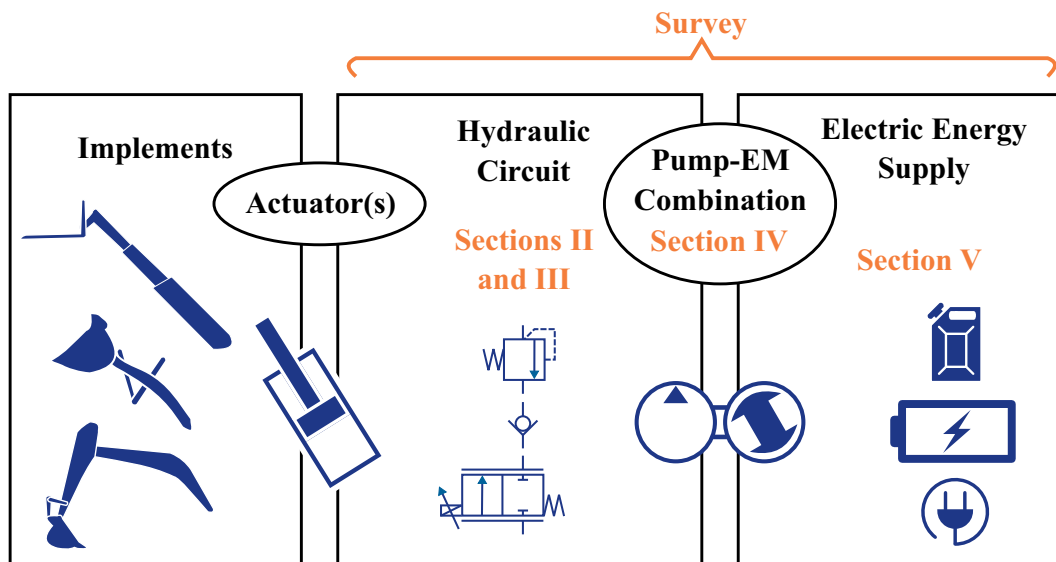 Survey
Implements
Actuator(s)
Hydraulic
Circuit
Sections II
and III
Pump-EM
Combination
Section IV
Electric Energy
Supply
Section V